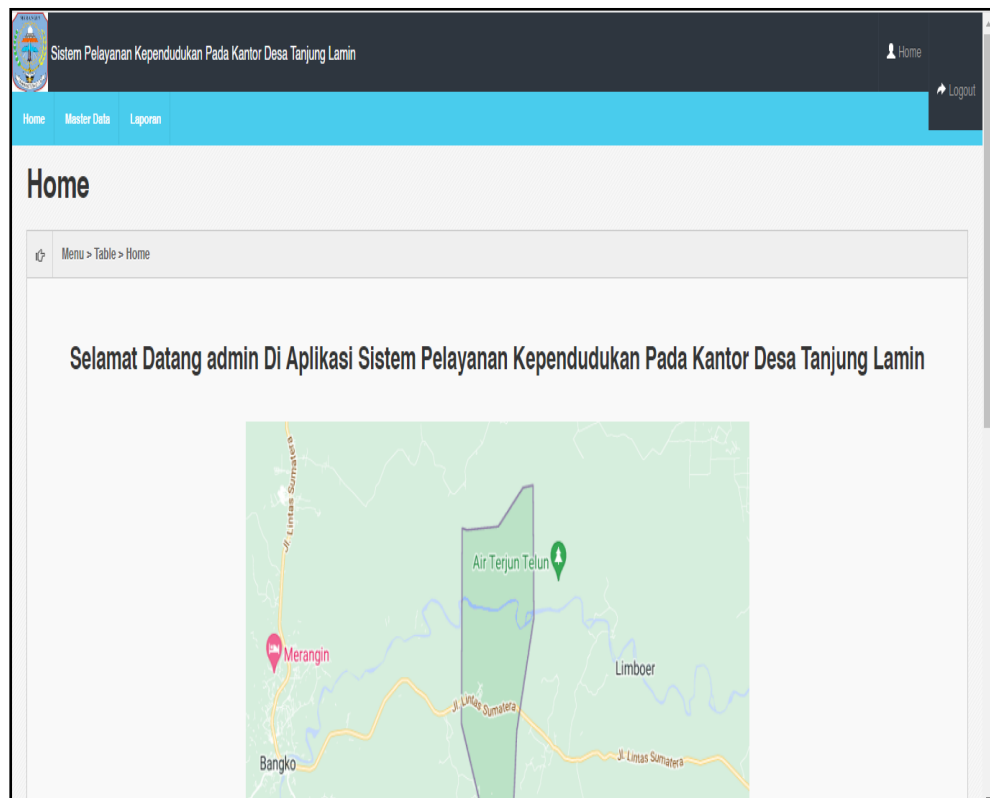 MERANGIN
Sistem Pelayanan Kependudukan Pada Kantor Desa Tanjung Lamin
Home
Logout
Home Master Data Laporan
Home
Menu > Table > Home
Selamat Datang admin Di Aplikasi Sistem Pelayanan Kependudukan Pada Kantor Desa Tanjung Lamin
Jl. Lintas Sumatera
Air Terjun Telun
Merangin
Limboer
Jl. Lintas Sumatera
Jl. Lintas Sumatera
Bangko